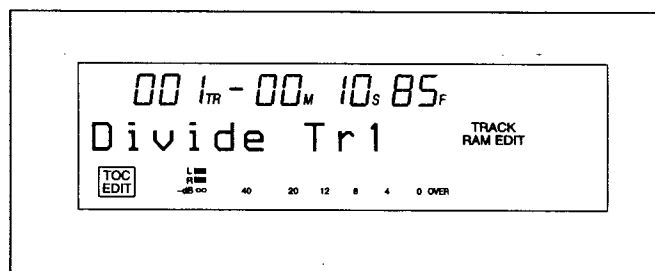 001TR-00M 10S 85F
Divide Tr1
TRACK
RAM EDIT
TOC
EDIT
L
R
-dB ∞ 40 20 12 8 4 0 OVER